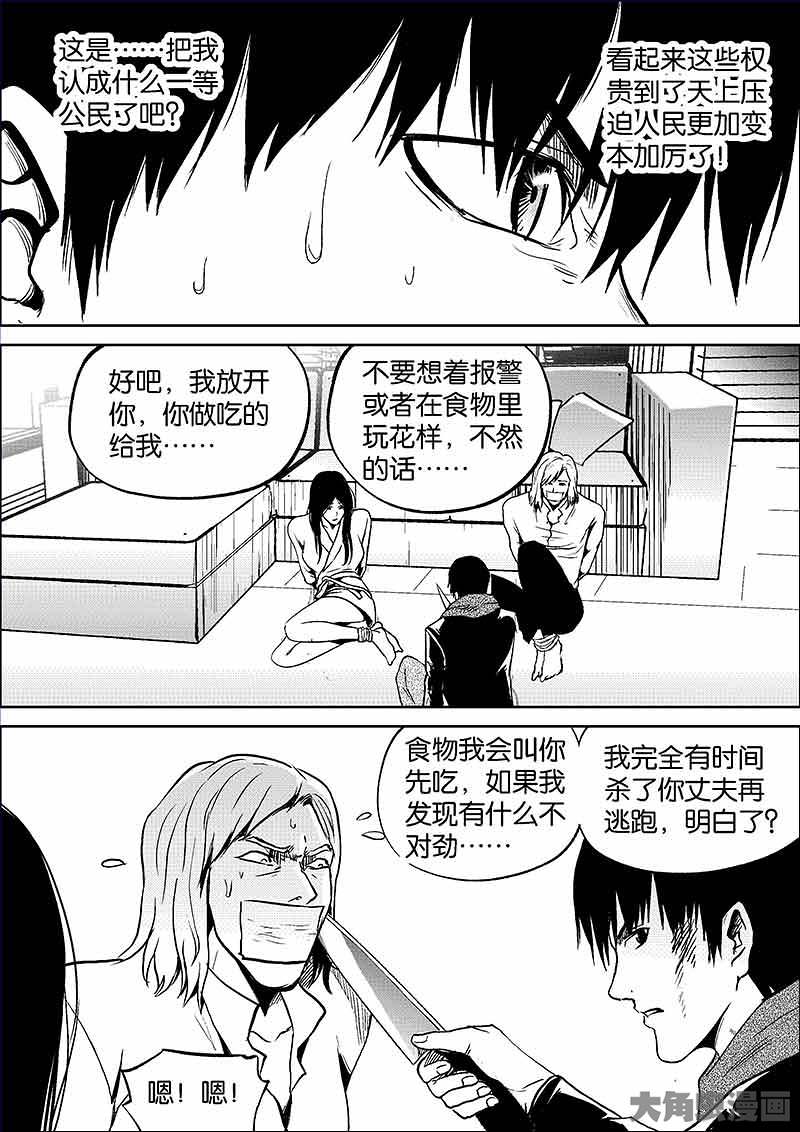 这是……把我
认成什么一等
公民了吧？
看起来这些权
贵到了天上压
迫人民更加变
本加厉了！
好吧，我放开
你，你做吃的
给我……
不要想着报警
或者在食物里
玩花样，不然
的话……
食物我会叫你
先吃，如果我
发现有什么不
对劲……
我完全有时间
杀了你丈夫再
逃跑，明白了？
嗯！嗯！
大角虫漫画